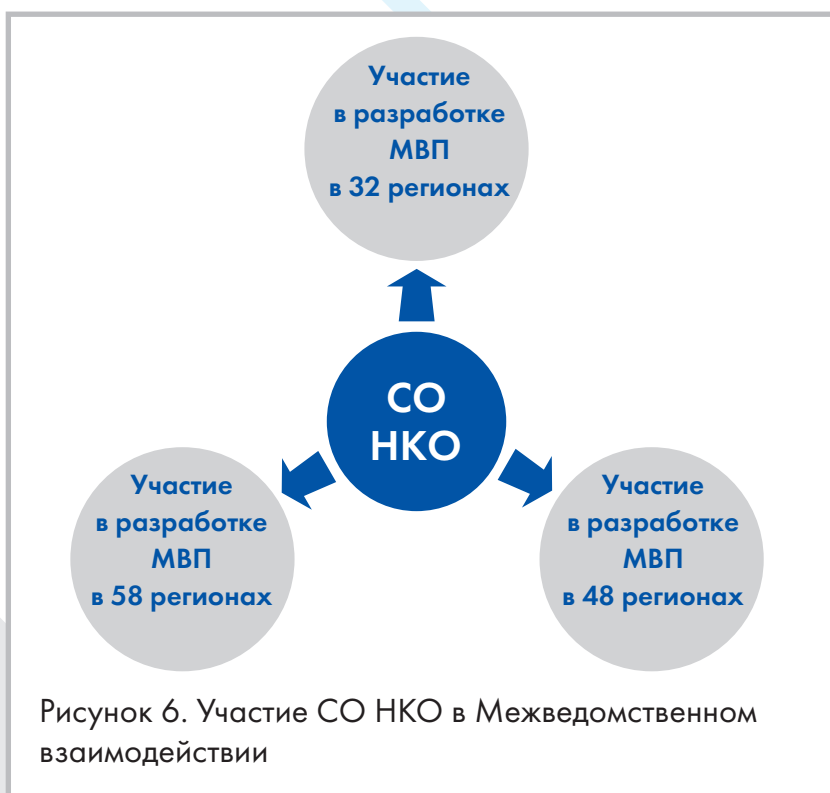 Участие
в разработке
МВП
в 32 регионах
СО
НКО
Участие
в разработке
МВП
в 58 регионах
Участие
в разработке
МВП
в 48 регионах
Рисунок 6. Участие СО НКО в Межведомственном
взаимодействии